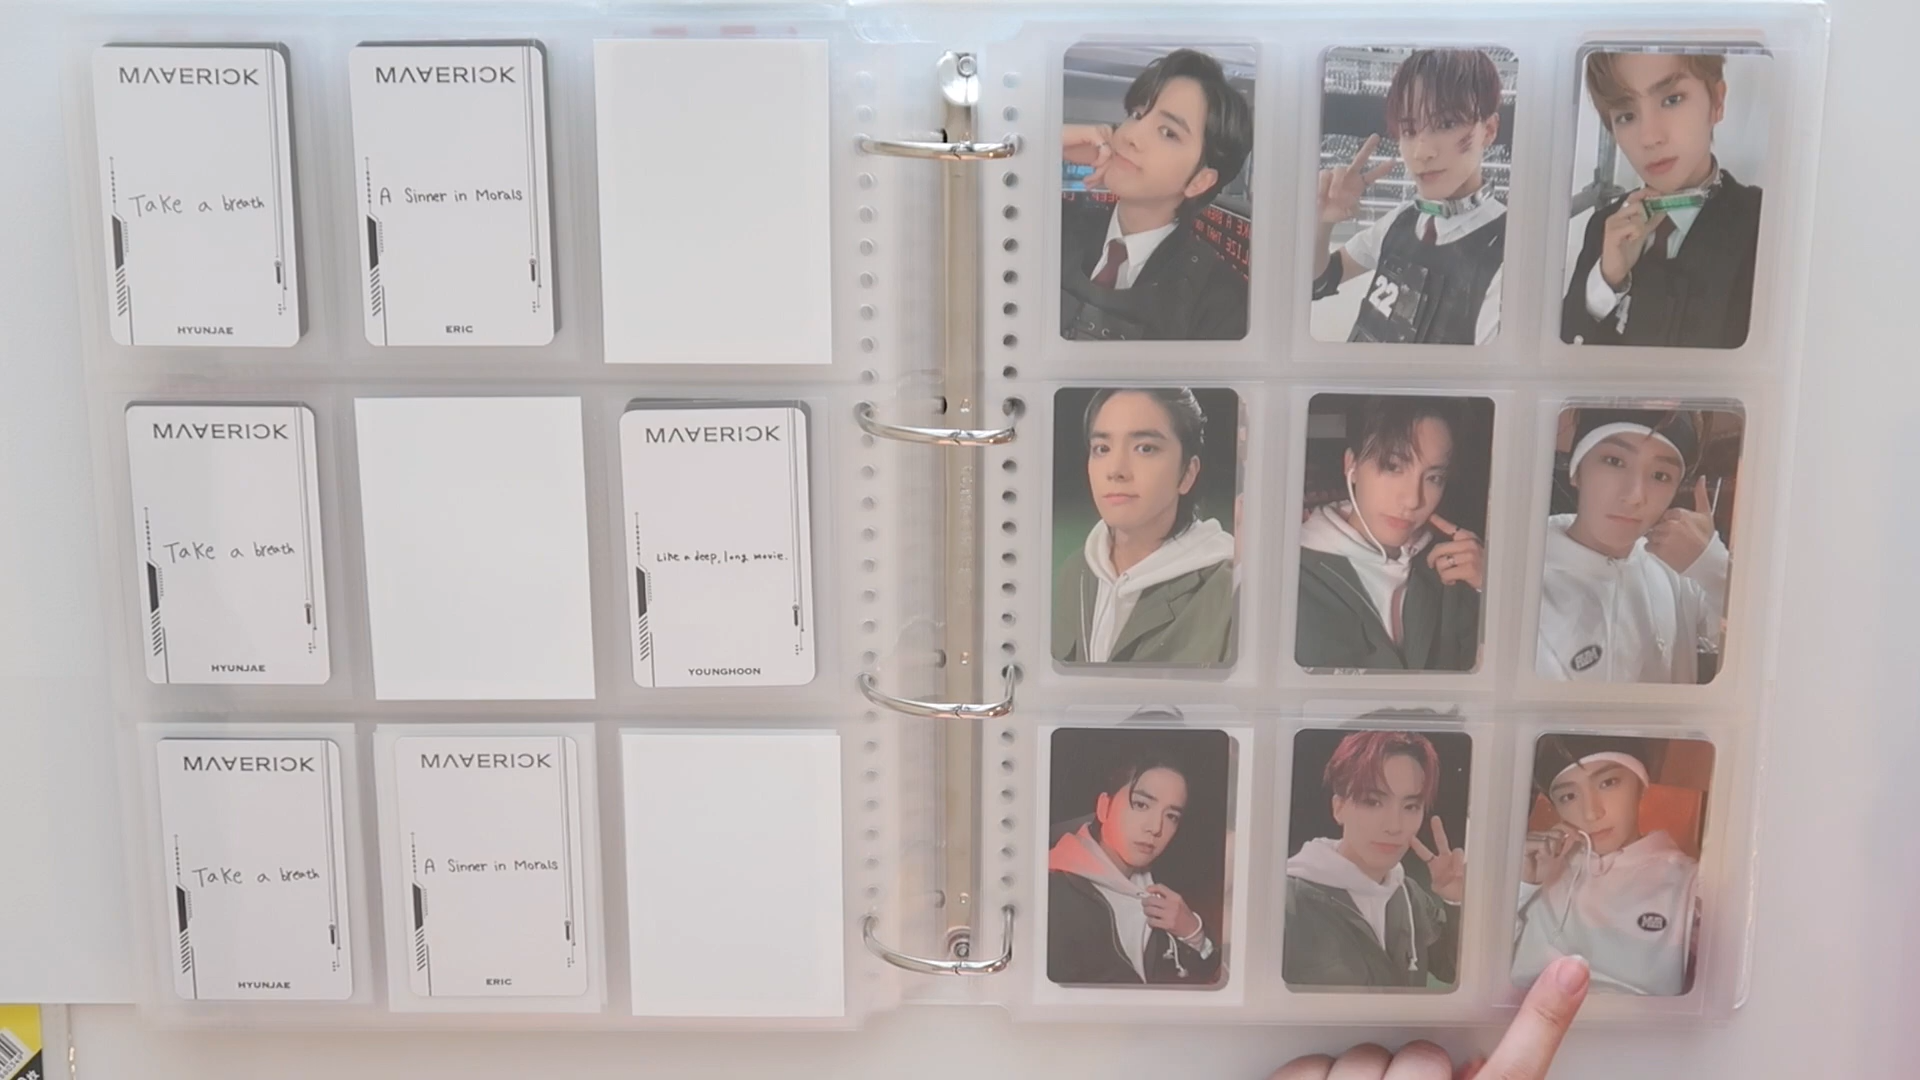 MAVERICK
Take a breath
HYUNJAE
MAVERICK
A Sinner in Morals
ERIC
MAVERICK
Take a breath
HYUNJAE
MAVERICK
Like a deep, long movie.
YOUNGHOON
MAVERICK
Take a breath
HYUNJAE
MAVERICK
A Sinner in Morals
ERIC
22